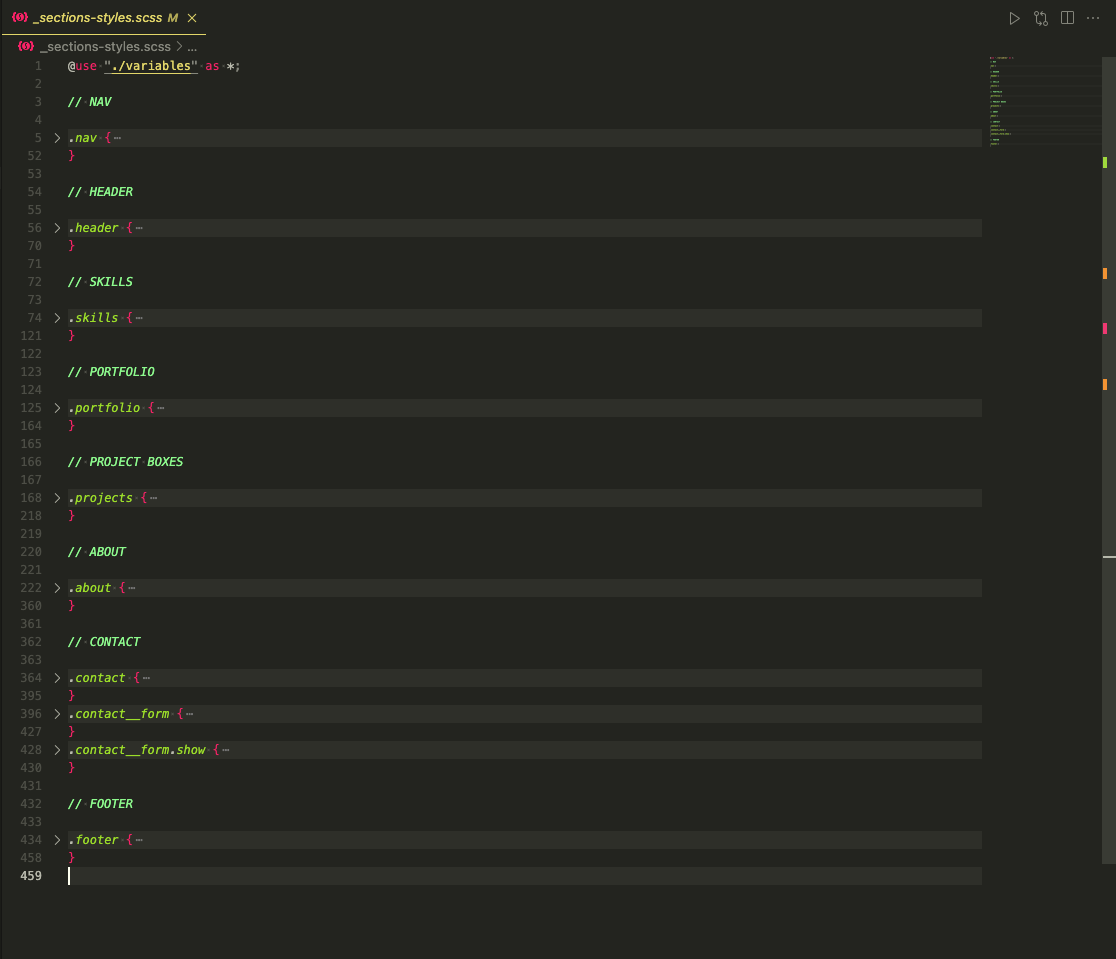 _sections-styles.scss M
_sections-styles.scss > ...
1 @use "./variables" as *;
2
3 // NAV
4
5 .nav { ⋯
52 }
53
54 // HEADER
55
56 .header { ⋯
70 }
71
72 // SKILLS
73
74 .skills { ⋯
121 }
122
123 // PORTFOLIO
124
125 .portfolio { ⋯
164 }
165
166 // PROJECT BOXES
167
168 .projects { ⋯
218 }
219
220 // ABOUT
221
222 .about { ⋯
360 }
361
362 // CONTACT
363
364 .contact { ⋯
395 }
396 .contact__form { ⋯
427 }
428 .contact__form.show { ⋯
430 }
431
432 // FOOTER
433
434 .footer { ⋯
458 }
459